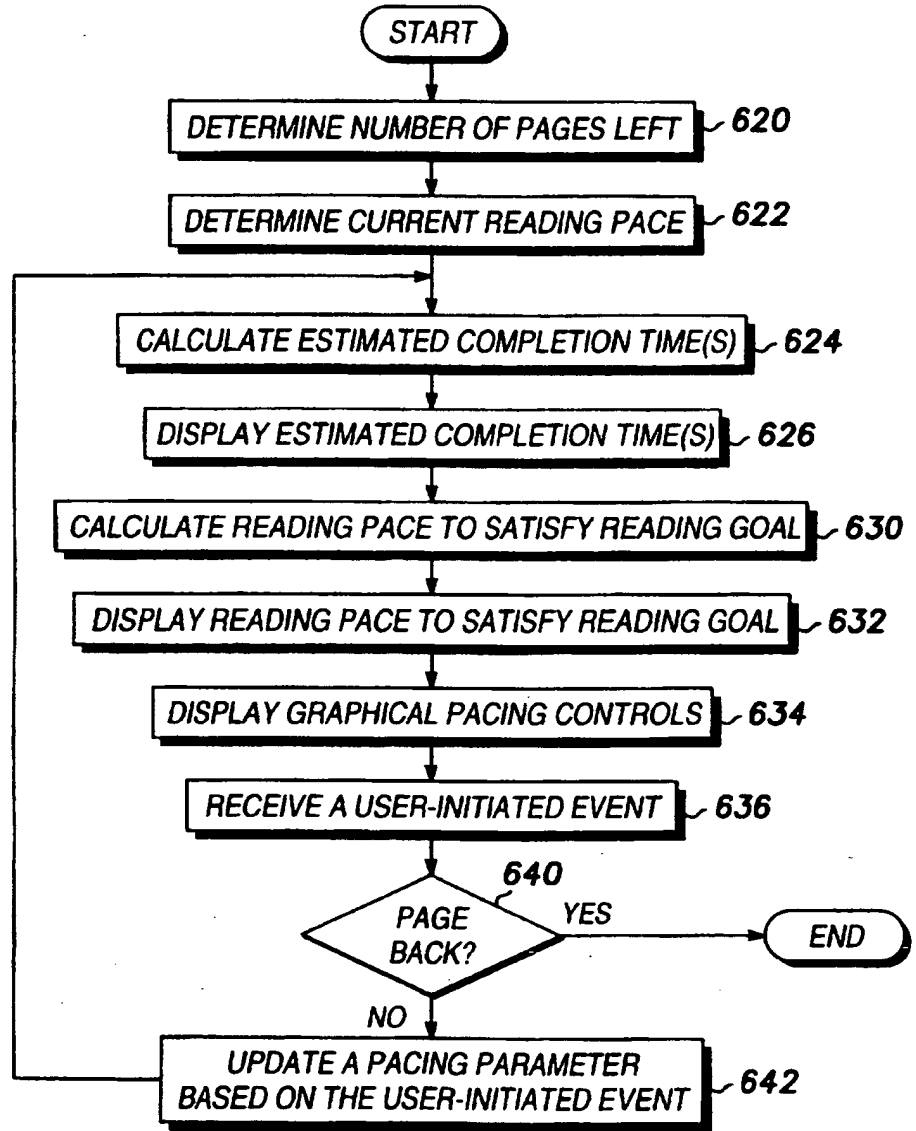 START
DETERMINE NUMBER OF PAGES LEFT 620
DETERMINE CURRENT READING PACE 622
CALCULATE ESTIMATED COMPLETION TIME(S) 624
DISPLAY ESTIMATED COMPLETION TIME(S) 626
CALCULATE READING PACE TO SATISFY READING GOAL 630
DISPLAY READING PACE TO SATISFY READING GOAL 632
DISPLAY GRAPHICAL PACING CONTROLS 634
RECEIVE A USER-INITIATED EVENT 636
640
PAGE
BACK?
YES
END
NO
UPDATE A PACING PARAMETER
BASED ON THE USER-INITIATED EVENT 642